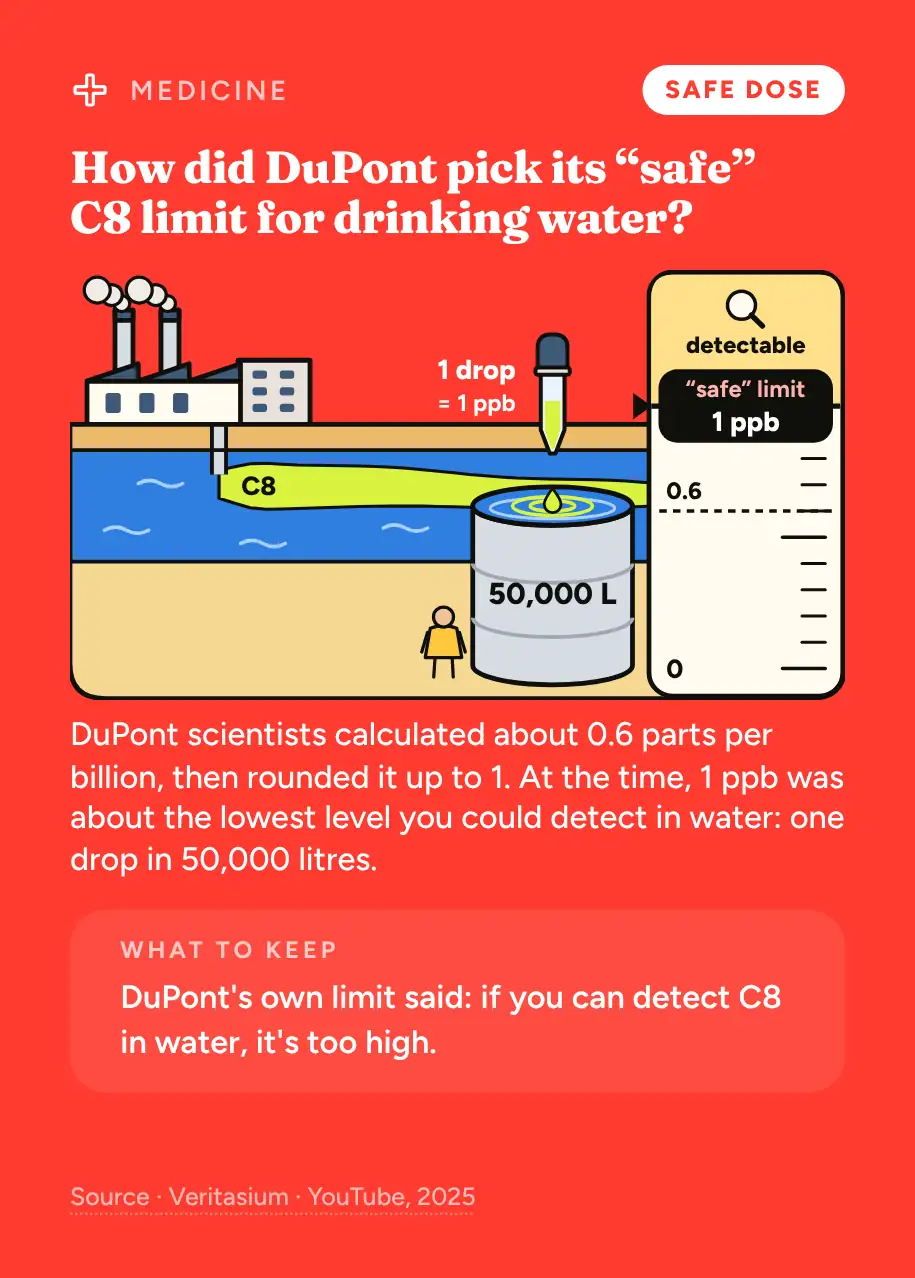 MEDICINE
SAFE DOSE
How did DuPont pick its “safe”
C8 limit for drinking water?
detectable
“safe” limit
1 ppb
1 drop
= 1 ppb
C8
0.6
50,000 L
0
DuPont scientists calculated about 0.6 parts per
billion, then rounded it up to 1. At the time, 1 ppb was
about the lowest level you could detect in water: one
drop in 50,000 litres.
WHAT TO KEEP
DuPont's own limit said: if you can detect C8
in water, it's too high.
Source · Veritasium · YouTube, 2025